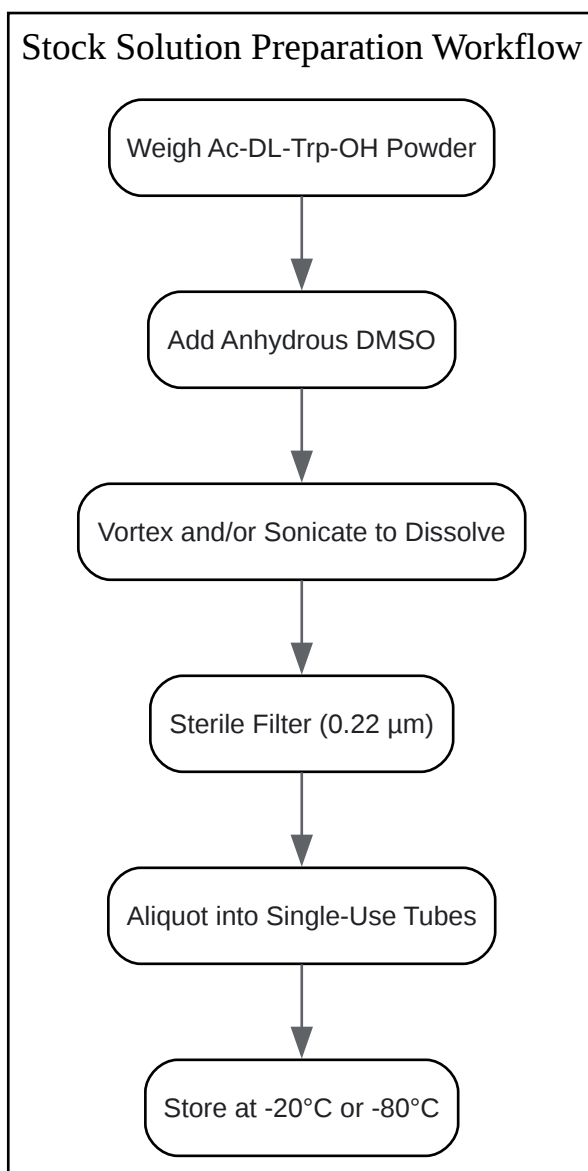 Stock Solution Preparation Workflow
Weigh Ac-DL-Trp-OH Powder
Add Anhydrous DMSO
Vortex and/or Sonicate to Dissolve
Sterile Filter (0.22 µm)
Aliquot into Single-Use Tubes
Store at -20°C or -80°C